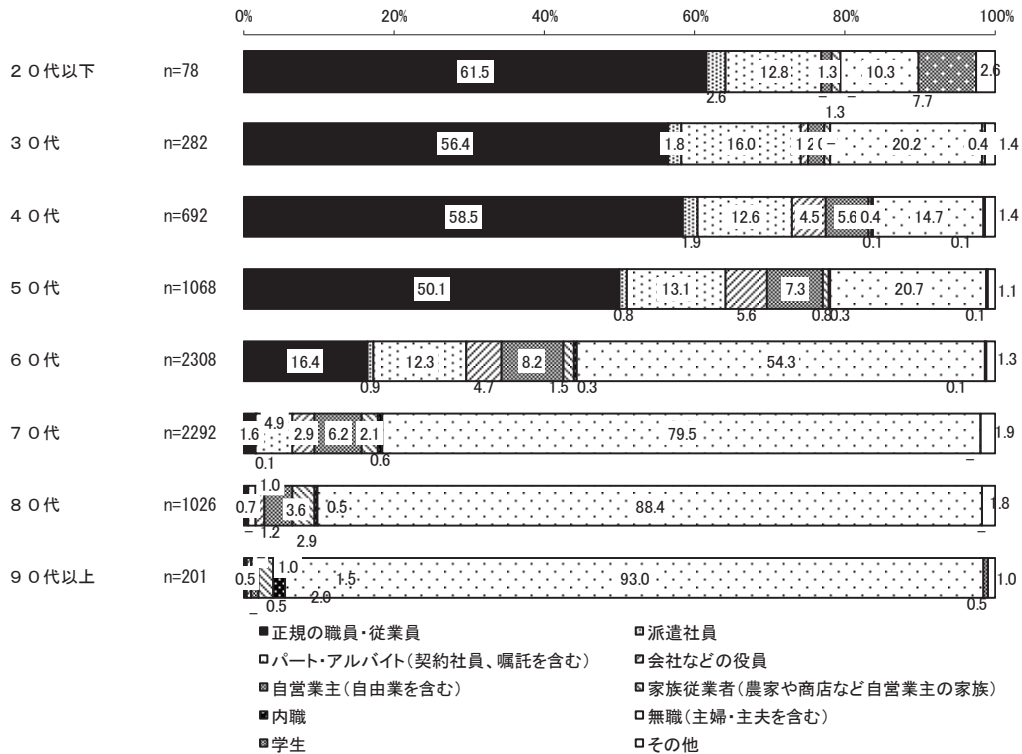 0% 20% 40% 60% 80% 100%
２０代以下 n=78 61.5 2.6 12.8 － 1.3 1.3 － 10.3 7.7 2.6
３０代 n=282 56.4 1.8 16.0 1 2 － 20.2 0.4 1.4
４０代 n=692 58.5 1.9 12.6 4.5 5.6 0.4 0.1 14.7 0.1 1.4
５０代 n=1068 50.1 0.8 13.1 5.6 7.3 0.8 0.3 20.7 0.1 1.1
６０代 n=2308 16.4 0.9 12.3 4.7 8.2 1.5 0.3 54.3 0.1 1.3
７０代 n=2292 1.6 0.1 4.9 2.9 6.2 2.1 0.6 79.5 － 1.9
８０代 n=1026 0.7 － 1.0 1.2 3.6 2.9 0.5 88.4 － 1.8
９０代以上 n=201 0.5 － － 0.5 1.0 2.0 1.5 93.0 0.5 1.0
正規の職員・従業員 派遣社員
パート・アルバイト（契約社員、嘱託を含む） 会社などの役員
自営業主（自由業を含む） 家族従業者（農家や商店など自営業主の家族）
内職 無職（主婦・主夫を含む）
学生 その他